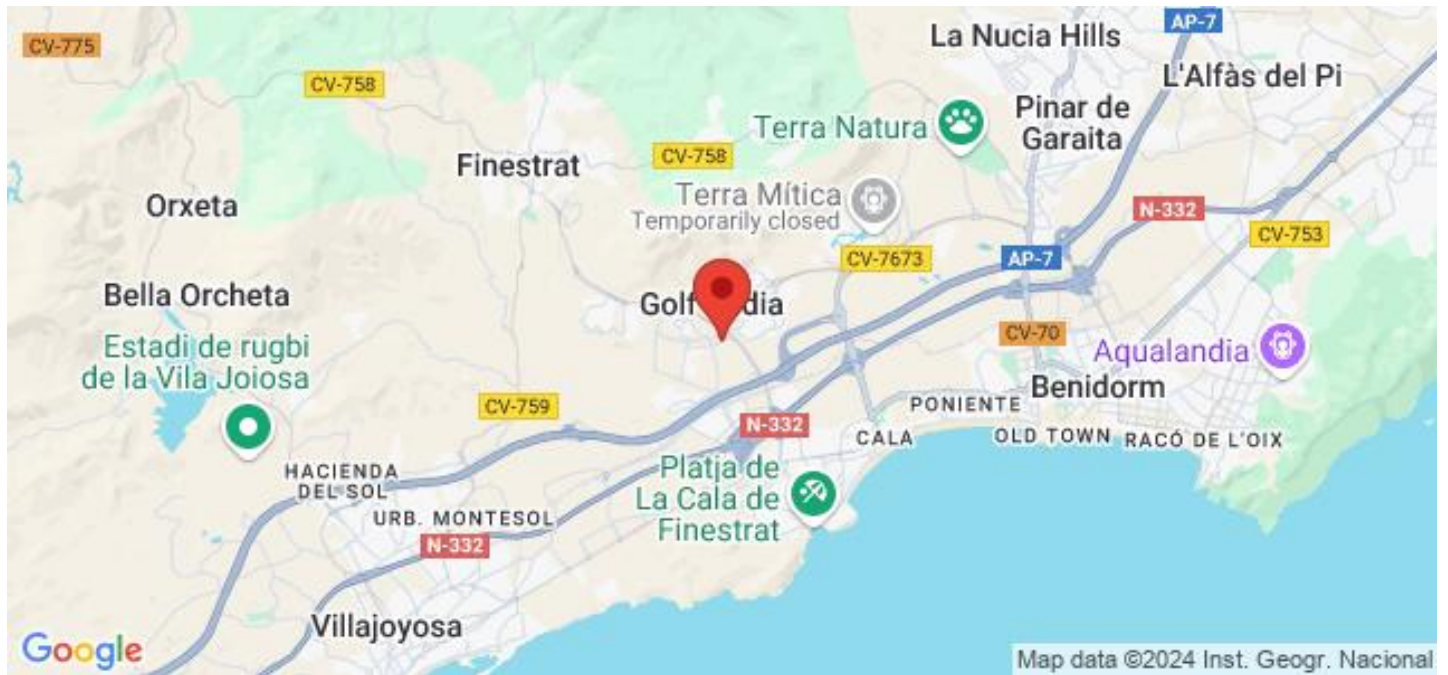 AP-7
La Nucia Hills
CV-775
L'Alfàs del Pi
CV-758
Pinar de
Garaita
Terra Natura
CV-758
Finestrat
Terra Mítica
Temporarily closed
Orxeta
N-332
CV-753
CV-7673
AP-7
Bella Orcheta
Golf
dia
CV-70
Estadi de rugbi
de la Vila Joiosa
Aqualandia
Benidorm
CV-759
PONIENTE
N-332
CALA
OLD TOWN
RACÓ DE L'OIX
HACIENDA
DEL SOL
Platja de
La Cala de
Finestrat
URB. MONTESOL
N-332
Villajoyosa
Google
Map data ©2024 Inst. Geogr. Nacional